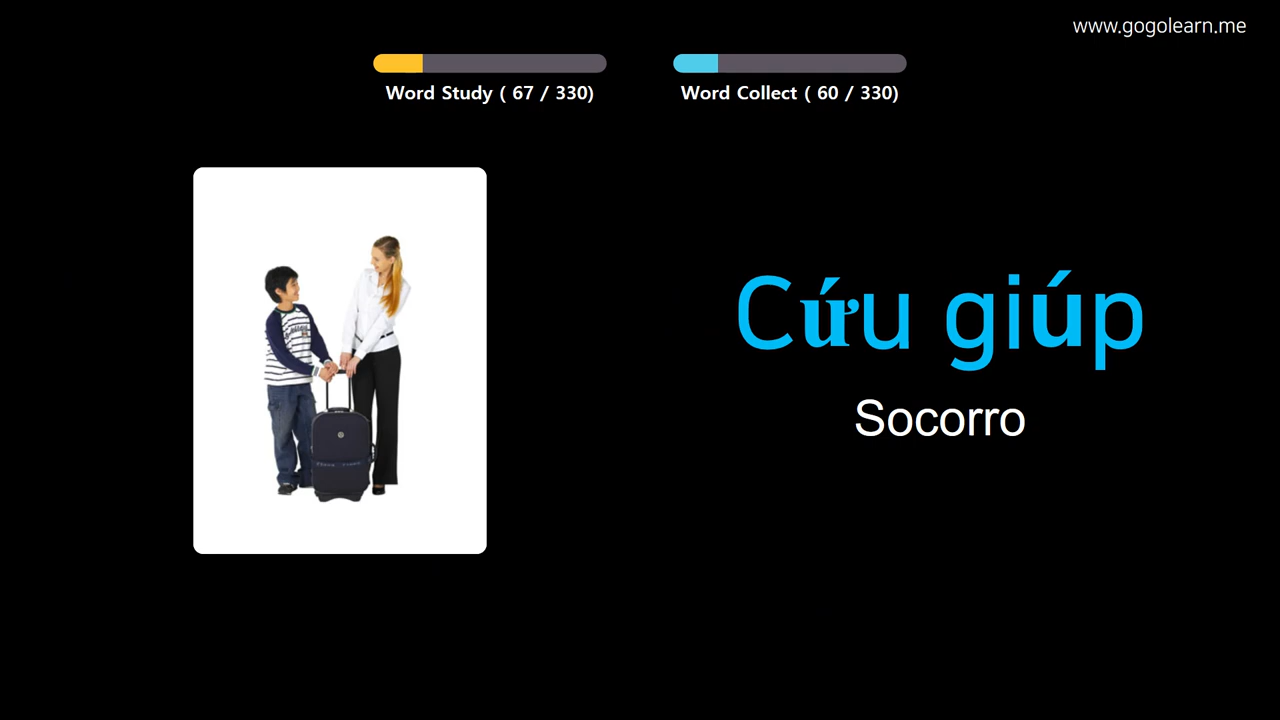 www.gogolearn.me
Word Study ( 67 / 330)
Word Collect ( 60 / 330)
Cứu giúp
Socorro